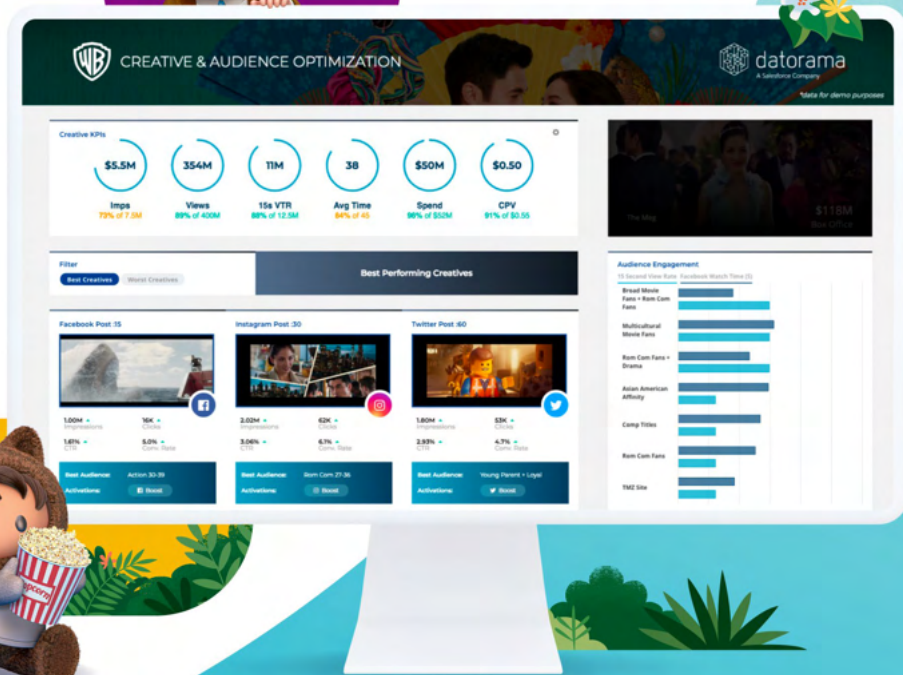 WB
CREATIVE & AUDIENCE OPTIMIZATION
datorama
A Salesforce Company
*data for demo purposes
Creative KPIs
$5.5M
354M
11M
38
$50M
$0.50
Imps
Views
15s VTR
Avg Time
Spend
CPV
73% of 7.5M
89% of 400M
88% of 12.5M
84% of 45
96% of $52M
91% of $0.55
The Meg
$118M
Box Office
Filter
Best Creatives
Worst Creatives
Best Performing Creatives
Facebook Post :15
Instagram Post :30
Twitter Post :60
1.00M
16K
Impressions
Clicks
1.61%
5.0%
CTR
Conv. Rate
Best Audience:
Action 30-39
Activations:
Boost
2.02M
62K
Impressions
Clicks
3.06%
6.1%
CTR
Conv. Rate
Best Audience:
Rom Com 27-36
Activations:
Boost
1.80M
53K
Impressions
Clicks
2.93%
4.7%
CTR
Conv. Rate
Best Audience:
Young Parent + Loyal
Activations:
Boost
Audience Engagement
15 Second View Rate
Facebook Watch Time (S)
Broad Movie
Fans + Rom Com
Fans
Multicultural
Movie Fans
Rom Com Fans +
Drama
Asian American
Affinity
Comp Titles
Rom Com Fans
TMZ Site
popcorn